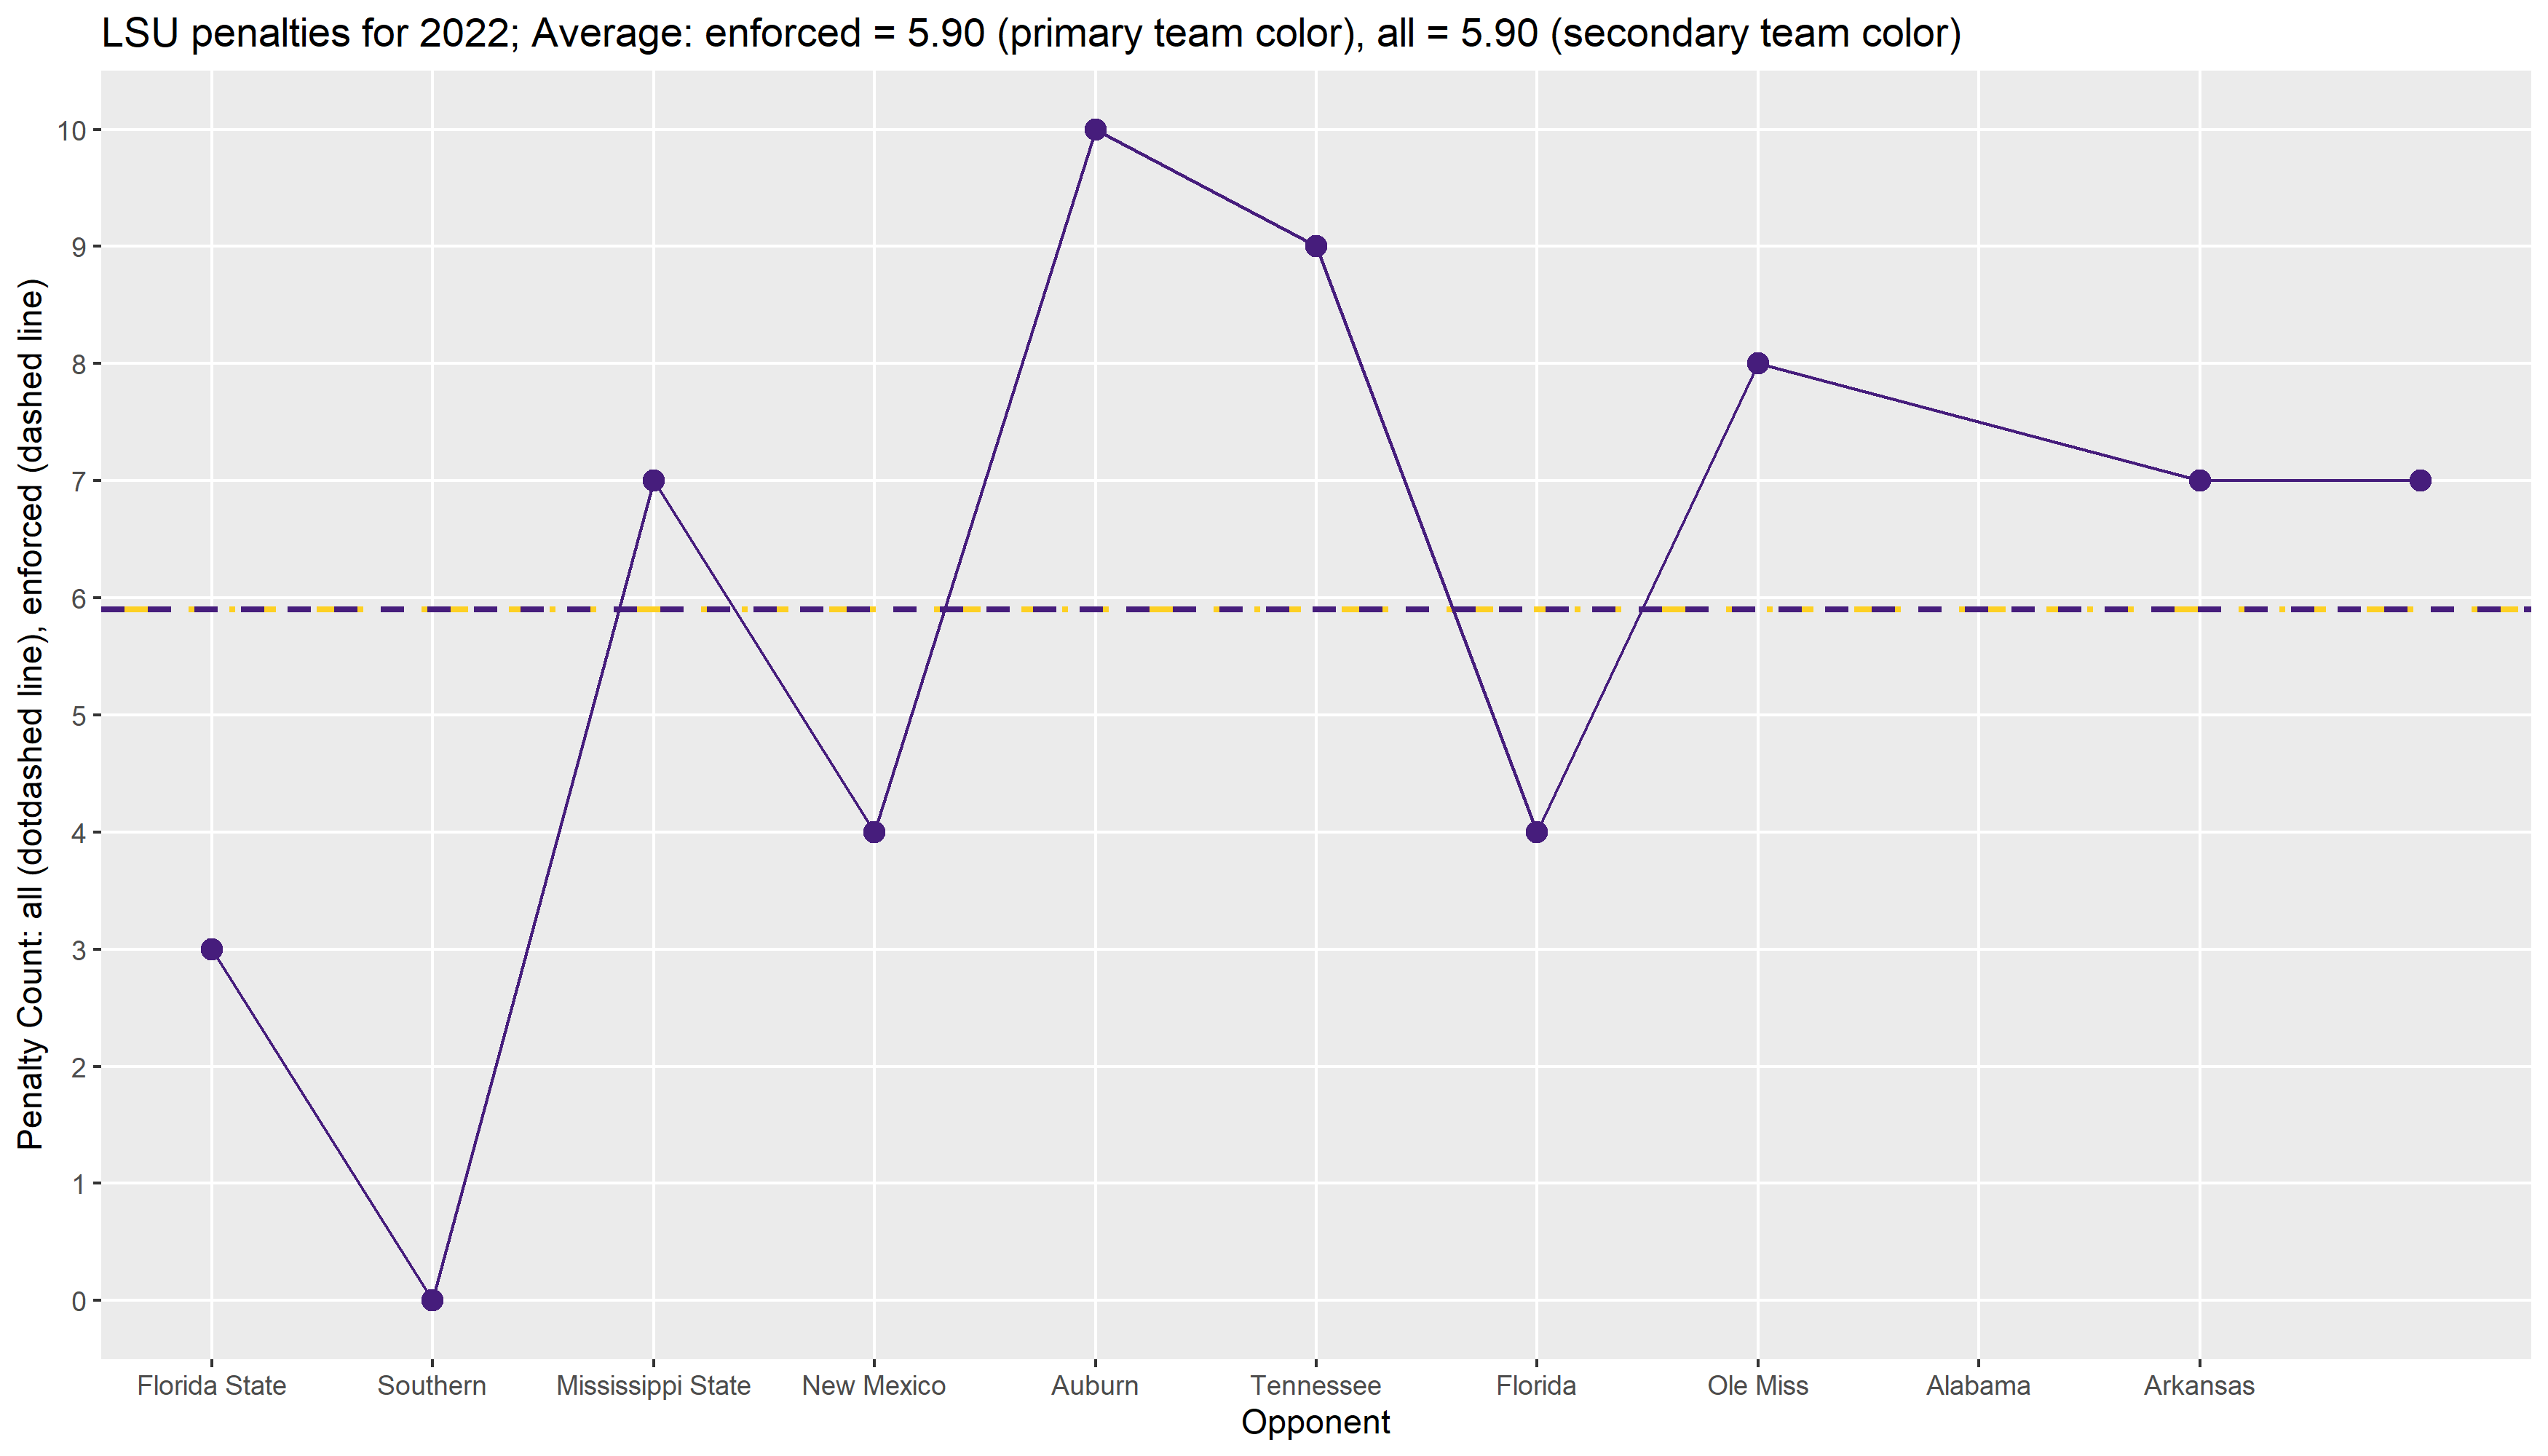 LSU penalties for 2022; Average: enforced = 5.90 (primary team color), all = 5.90 (secondary team color)
Penalty Count: all (dotdashed line), enforced (dashed line)
10
9
8
7
6
5
4
3
2
1
0
Florida State Southern Mississippi State New Mexico Auburn Tennessee Florida Ole Miss Alabama Arkansas
Opponent